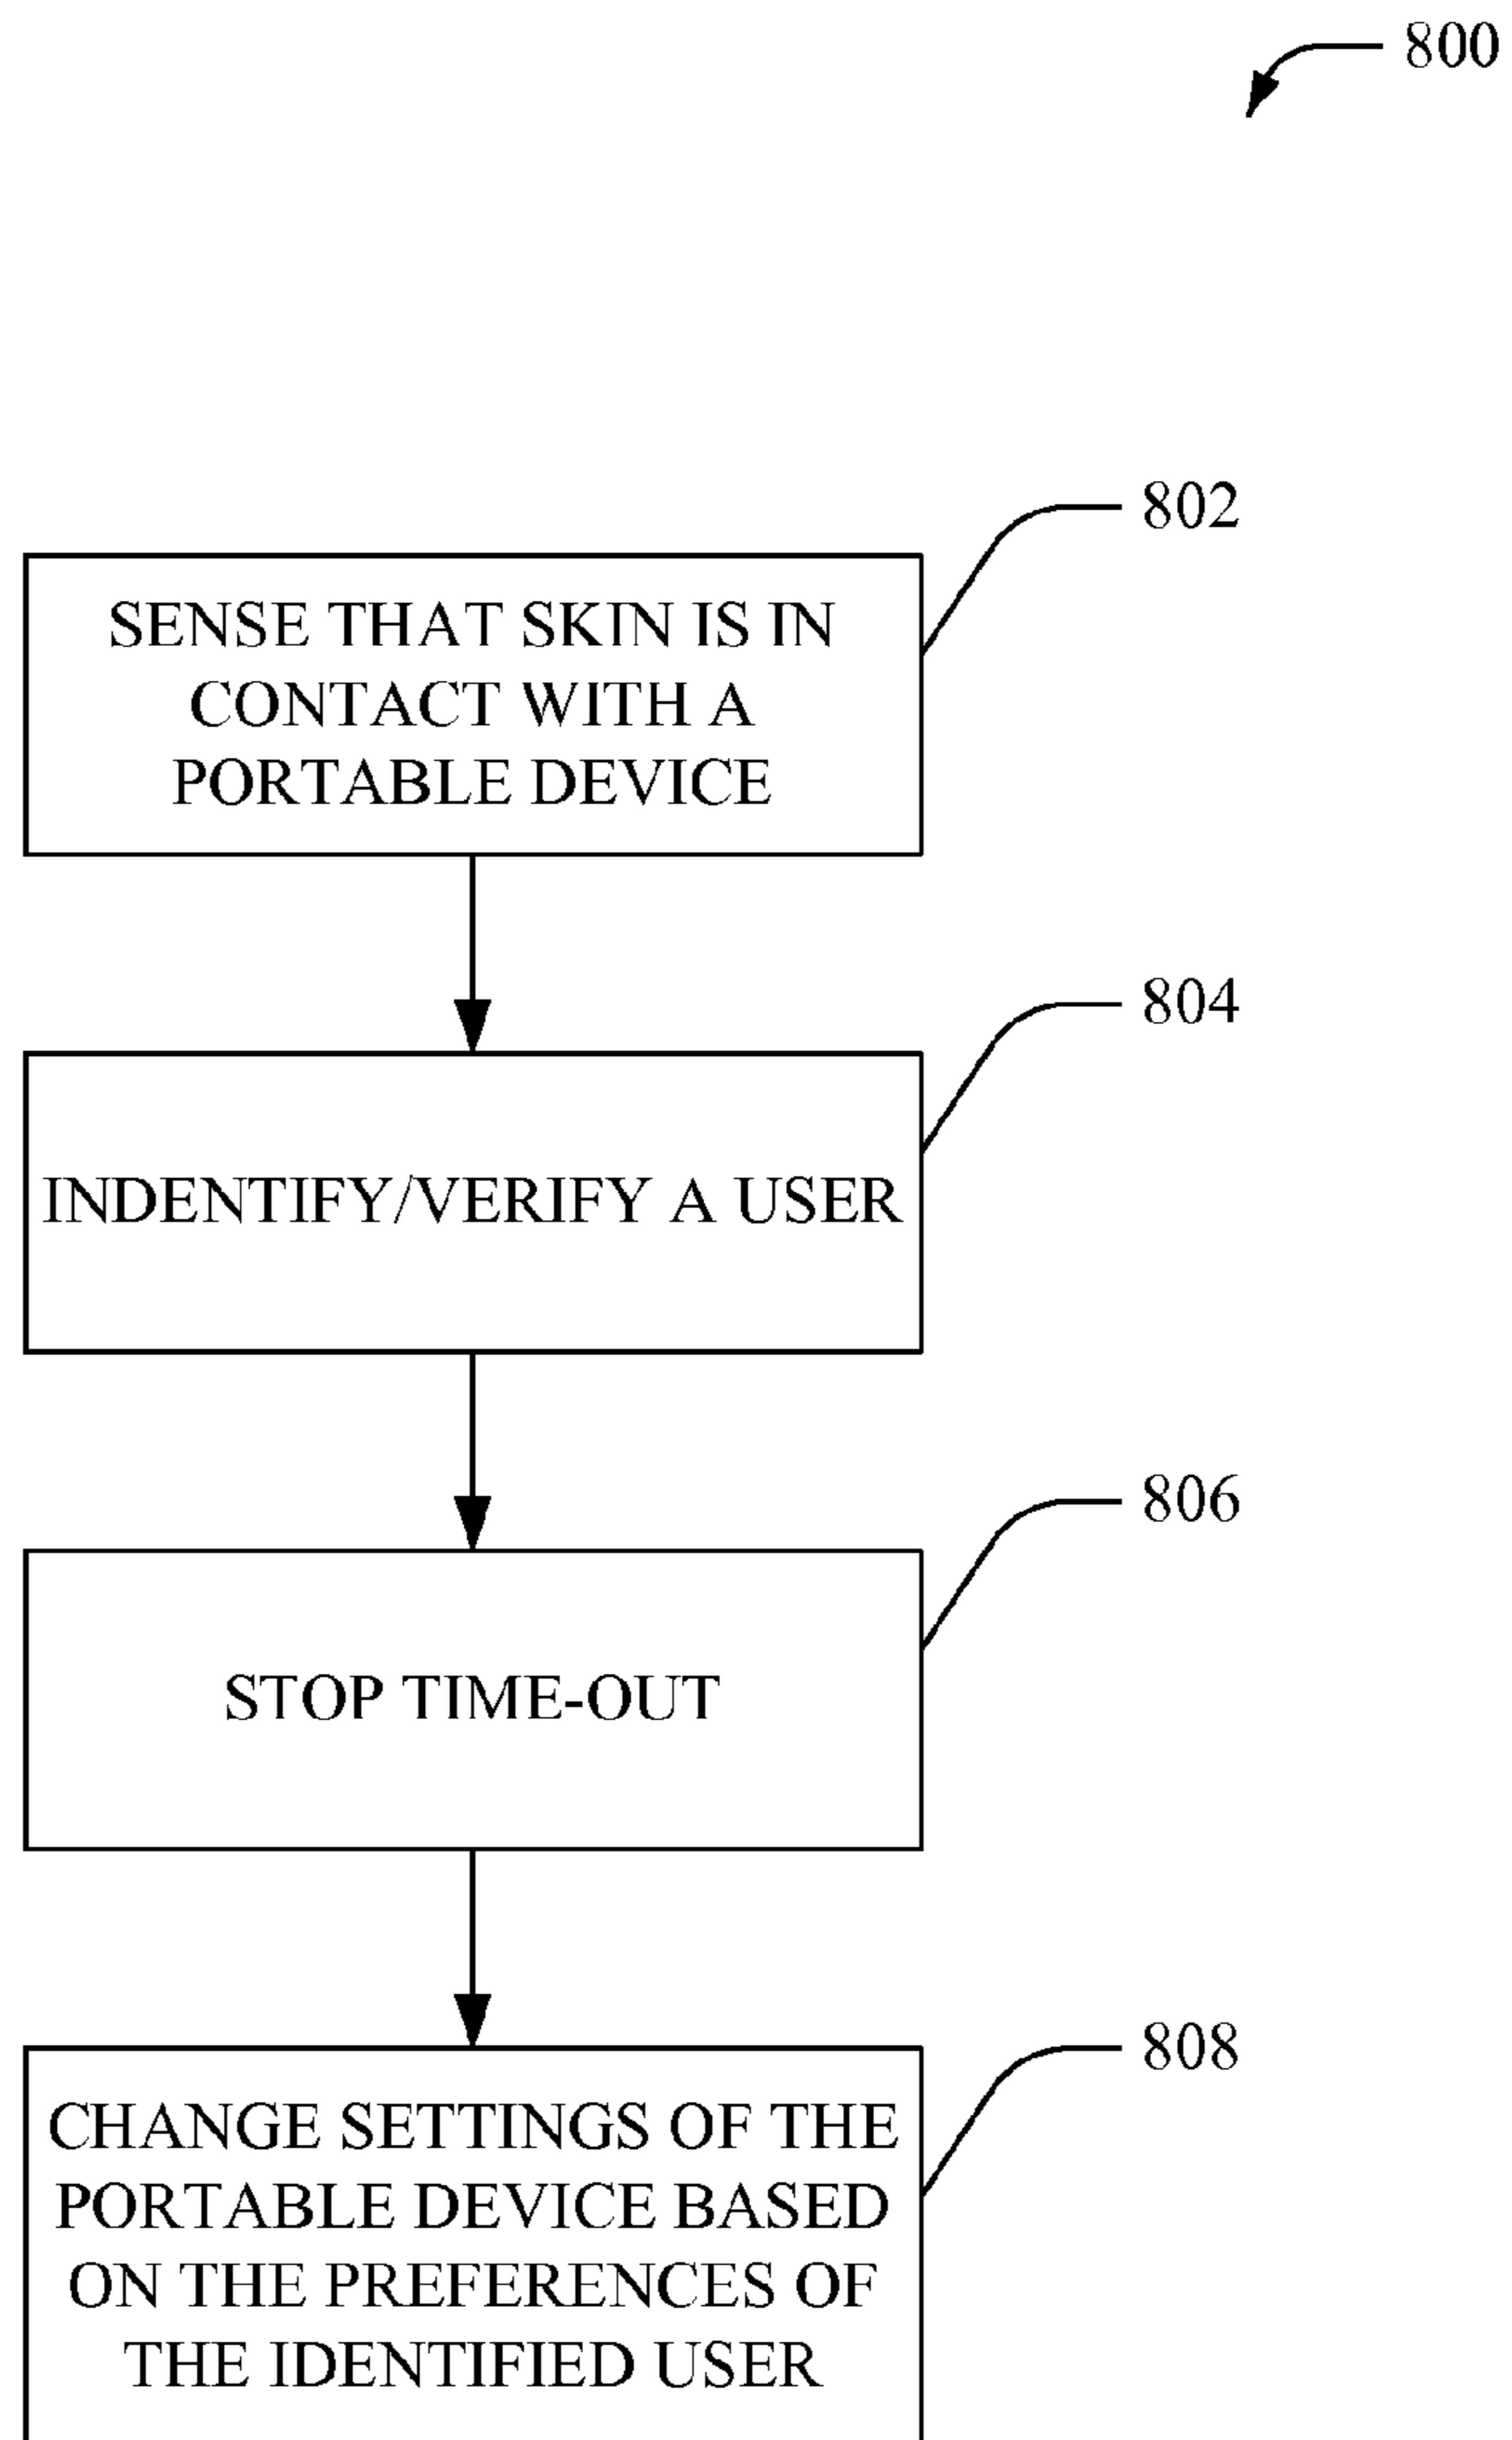 800
802
SENSE THAT SKIN IS IN
CONTACT WITH A
PORTABLE DEVICE
804
INDENTIFY/VERIFY A USER
806
STOP TIME-OUT
808
CHANGE SETTINGS OF THE
PORTABLE DEVICE BASED
ON THE PREFERENCES OF
THE IDENTIFIED USER